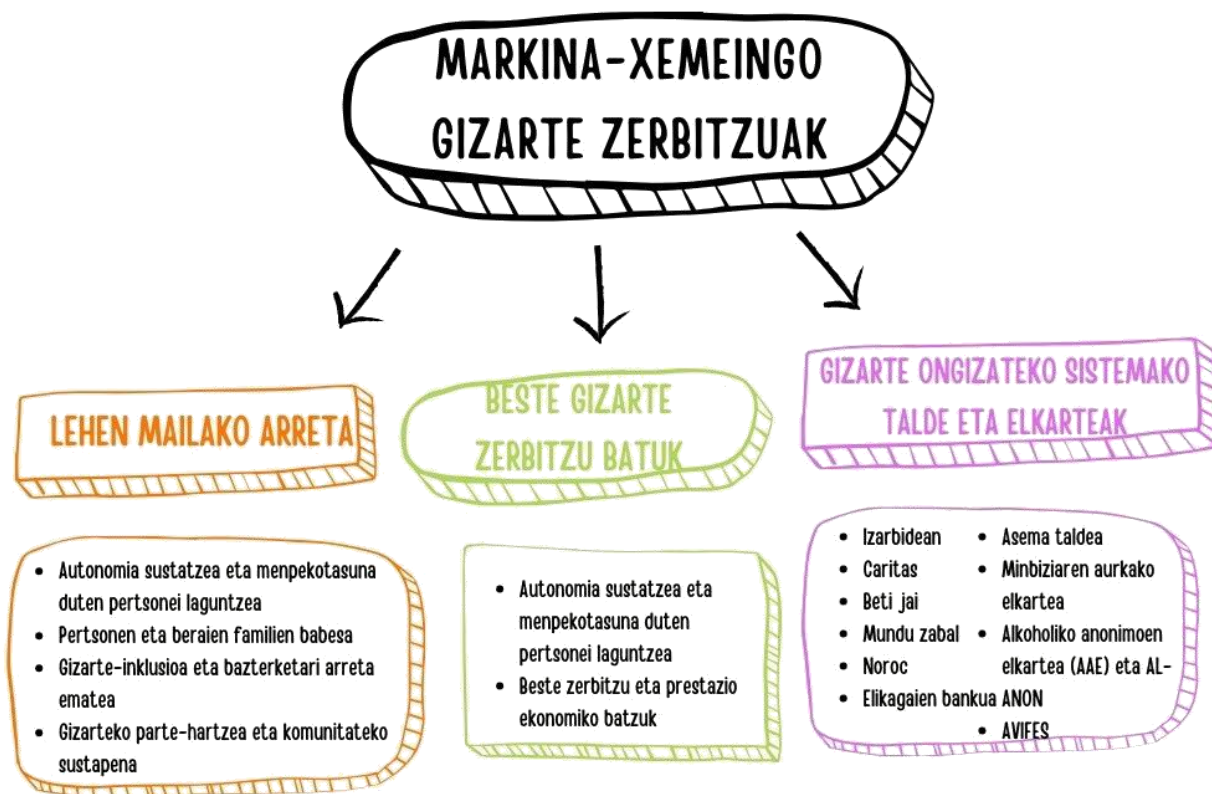 MARKINA-XEMEINGO
GIZARTE ZERBITZUAK
LEHEN MAILAKO ARRETA
• Autonomia sustatzea eta menpekotasuna
duten pertsonei laguntzea
• Pertsonen eta beraien familien babesa
• Gizarte-inklusioa eta bazterketari arreta
ematea
• Gizarteko parte-hartzea eta komunitateko
sustapena
BESTE GIZARTE
ZERBITZU BATUK
• Autonomia sustatzea eta
menpekotasuna duten
pertsonei laguntzea
• Beste zerbitzu eta prestazio
ekonomiko batzuk
GIZARTE ONGIZATEKO SISTEMAKO
TALDE ETA ELKARTEAK
• Izarbidean
• Caritas
• Beti jai
• Mundu zabal
• Noroc
• Elikagaien bankua
• Asema taldea
• Minbiziaren aurkako
elkartea
• Alkoholiko anonimoen
elkartea (AAE) eta AL-
ANON
• AVIFES